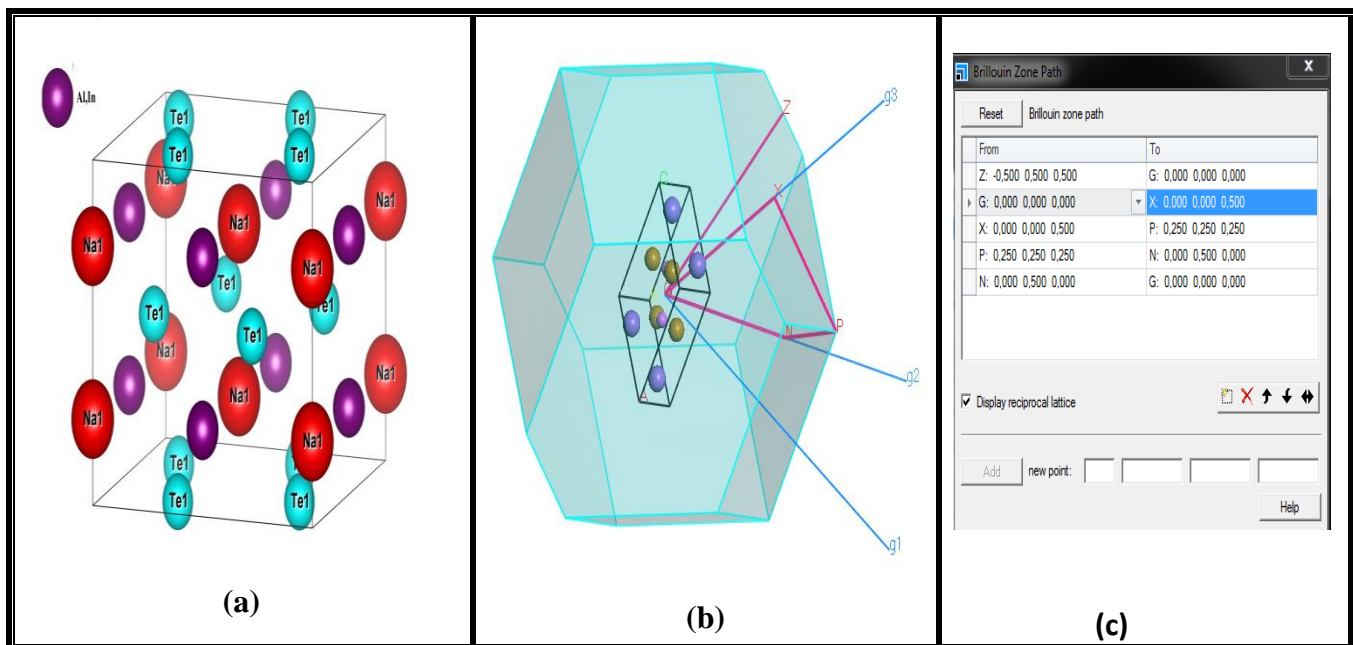 Al,In
Te1 Te1
Te1 Te1
Na1 Na1
Na1
Na1 Na1
Te1
Te1 Te1
Te1
Na1 Na1
Na1
Na1 Na1
Te1
Te1 Te1
(a)
g3
Z
X
C
N P
g2
A
g1
(b)
Brillouin Zone Path X
Reset Brillouin zone path
From To
Z: -0,500 0,500 0,500 G: 0,000 0,000 0,000
G: 0,000 0,000 0,000 X: 0,000 0,000 0,500
X: 0,000 0,000 0,500 P: 0,250 0,250 0,250
P: 0,250 0,250 0,250 N: 0,000 0,500 0,000
N: 0,000 0,500 0,000 G: 0,000 0,000 0,000
Display reciprocal lattice
Add new point:
Help
(c)